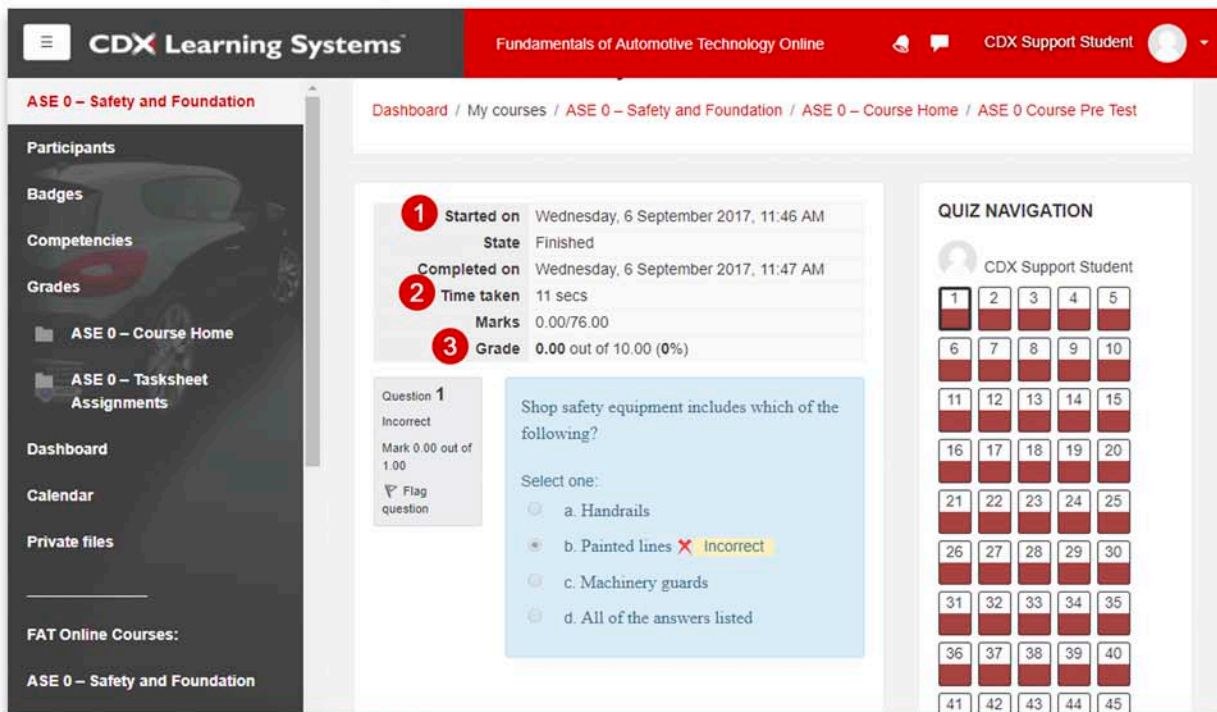 ☰ CDX Learning Systems™
Fundamentals of Automotive Technology Online
CDX Support Student
ASE 0 – Safety and Foundation
Participants
Badges
Competencies
Grades
ASE 0 – Course Home
ASE 0 – Tasksheet
Assignments
Dashboard
Calendar
Private files
FAT Online Courses:
ASE 0 – Safety and Foundation
Dashboard / My courses / ASE 0 – Safety and Foundation / ASE 0 – Course Home / ASE 0 Course Pre Test
1 Started on Wednesday, 6 September 2017, 11:46 AM
State Finished
Completed on Wednesday, 6 September 2017, 11:47 AM
2 Time taken 11 secs
Marks 0.00/76.00
3 Grade 0.00 out of 10.00 (0%)
Question 1
Incorrect
Mark 0.00 out of
1.00
Flag
question
Shop safety equipment includes which of the
following?
Select one:
a. Handrails
b. Painted lines Incorrect
c. Machinery guards
d. All of the answers listed
QUIZ NAVIGATION
CDX Support Student
1 2 3 4 5
6 7 8 9 10
11 12 13 14 15
16 17 18 19 20
21 22 23 24 25
26 27 28 29 30
31 32 33 34 35
36 37 38 39 40
41 42 43 44 45